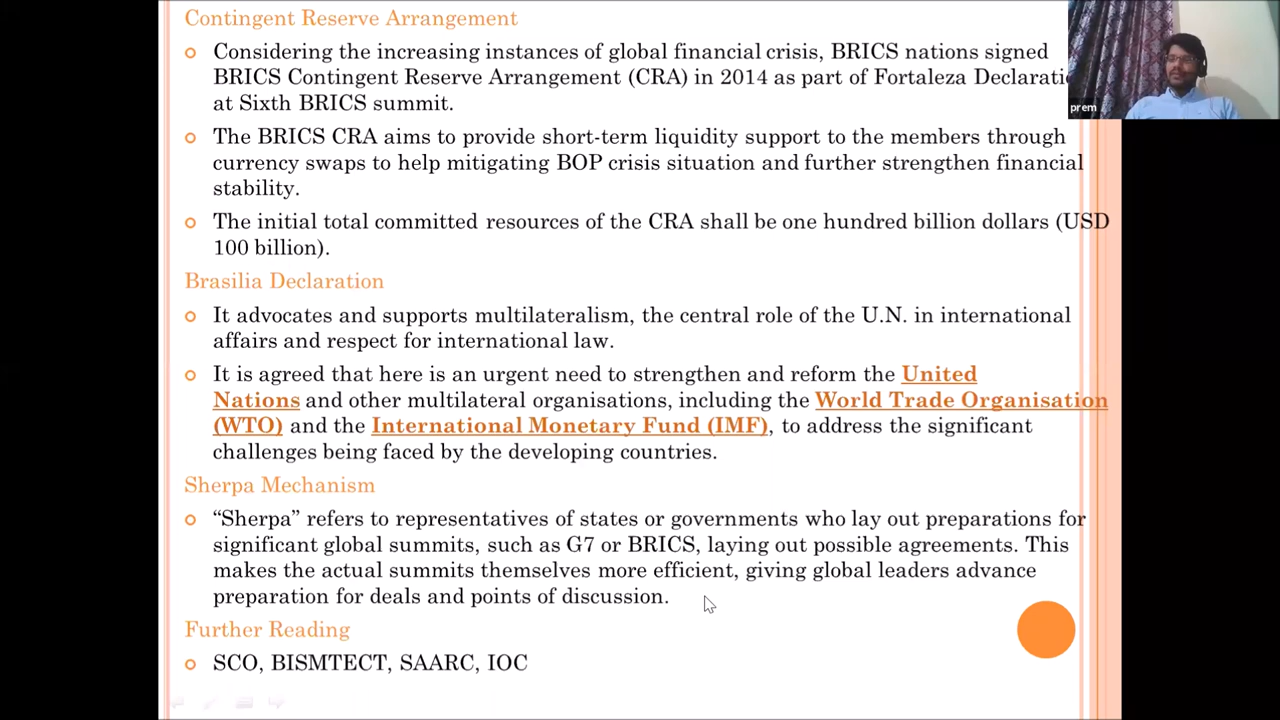 Contingent Reserve Arrangement
Considering the increasing instances of global financial crisis, BRICS nations signed
BRICS Contingent Reserve Arrangement (CRA) in 2014 as part of Fortaleza
at Sixth BRICS summit.
The BRICS CRA aims to provide short-term liquidity support to the members through
currency swaps to help mitigating BOP crisis situation and further strengthen financial
stability.
The initial total committed resources of the CRA shall be one hundred billion dollars (USD
100 billion).
Brasilia Declaration
It advocates and supports multilateralism, the central role of the U.N. in international
affairs and respect for international law.
It is agreed that here is an urgent need to strengthen and reform the United
Nations and other multilateral organisations, including the World Trade Organisation
(WTO) and the International Monetary Fund (IMF), to address the significant
challenges being faced by the developing countries.
Sherpa Mechanism
“Sherpa” refers to representatives of states or governments who lay out preparations for
significant global summits, such as G7 or BRICS, laying out possible agreements. This
makes the actual summits themselves more efficient, giving global leaders advance
preparation for deals and points of discussion.
Further Reading
SCO, BISMTECT, SAARC, IOC
prem